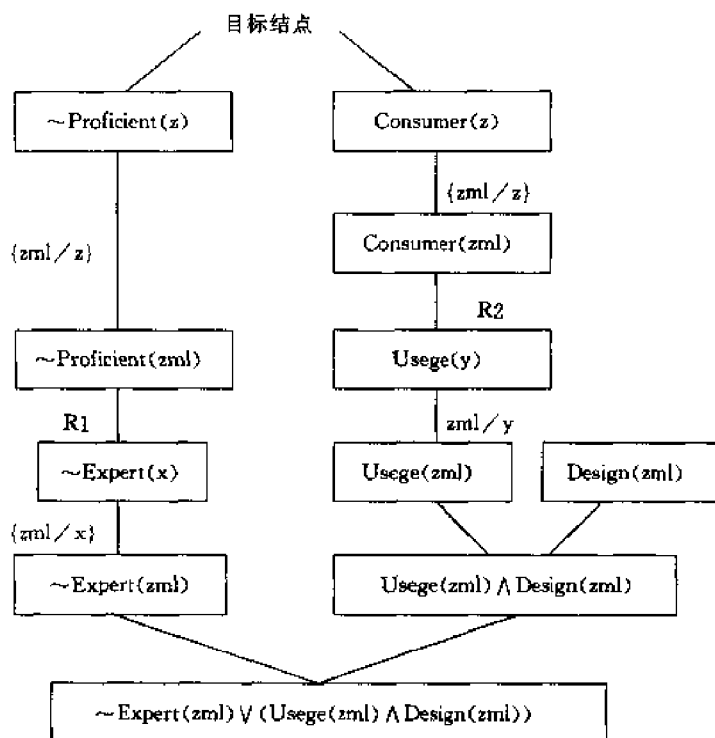 目标结点
~Proficient(z)
Consumer(z)
{zml/z}
Consumer(zml)
{zml/z}
R2
~Proficient(zml)
Usege(y)
R1
zml/y
~Expert(x)
Usege(zml)
Design(zml)
{zml/x}
~Expert(zml)
Usege(zml)∧Design(zml)
~Expert(zml)∨(Usege(zml)∧Design(zml))